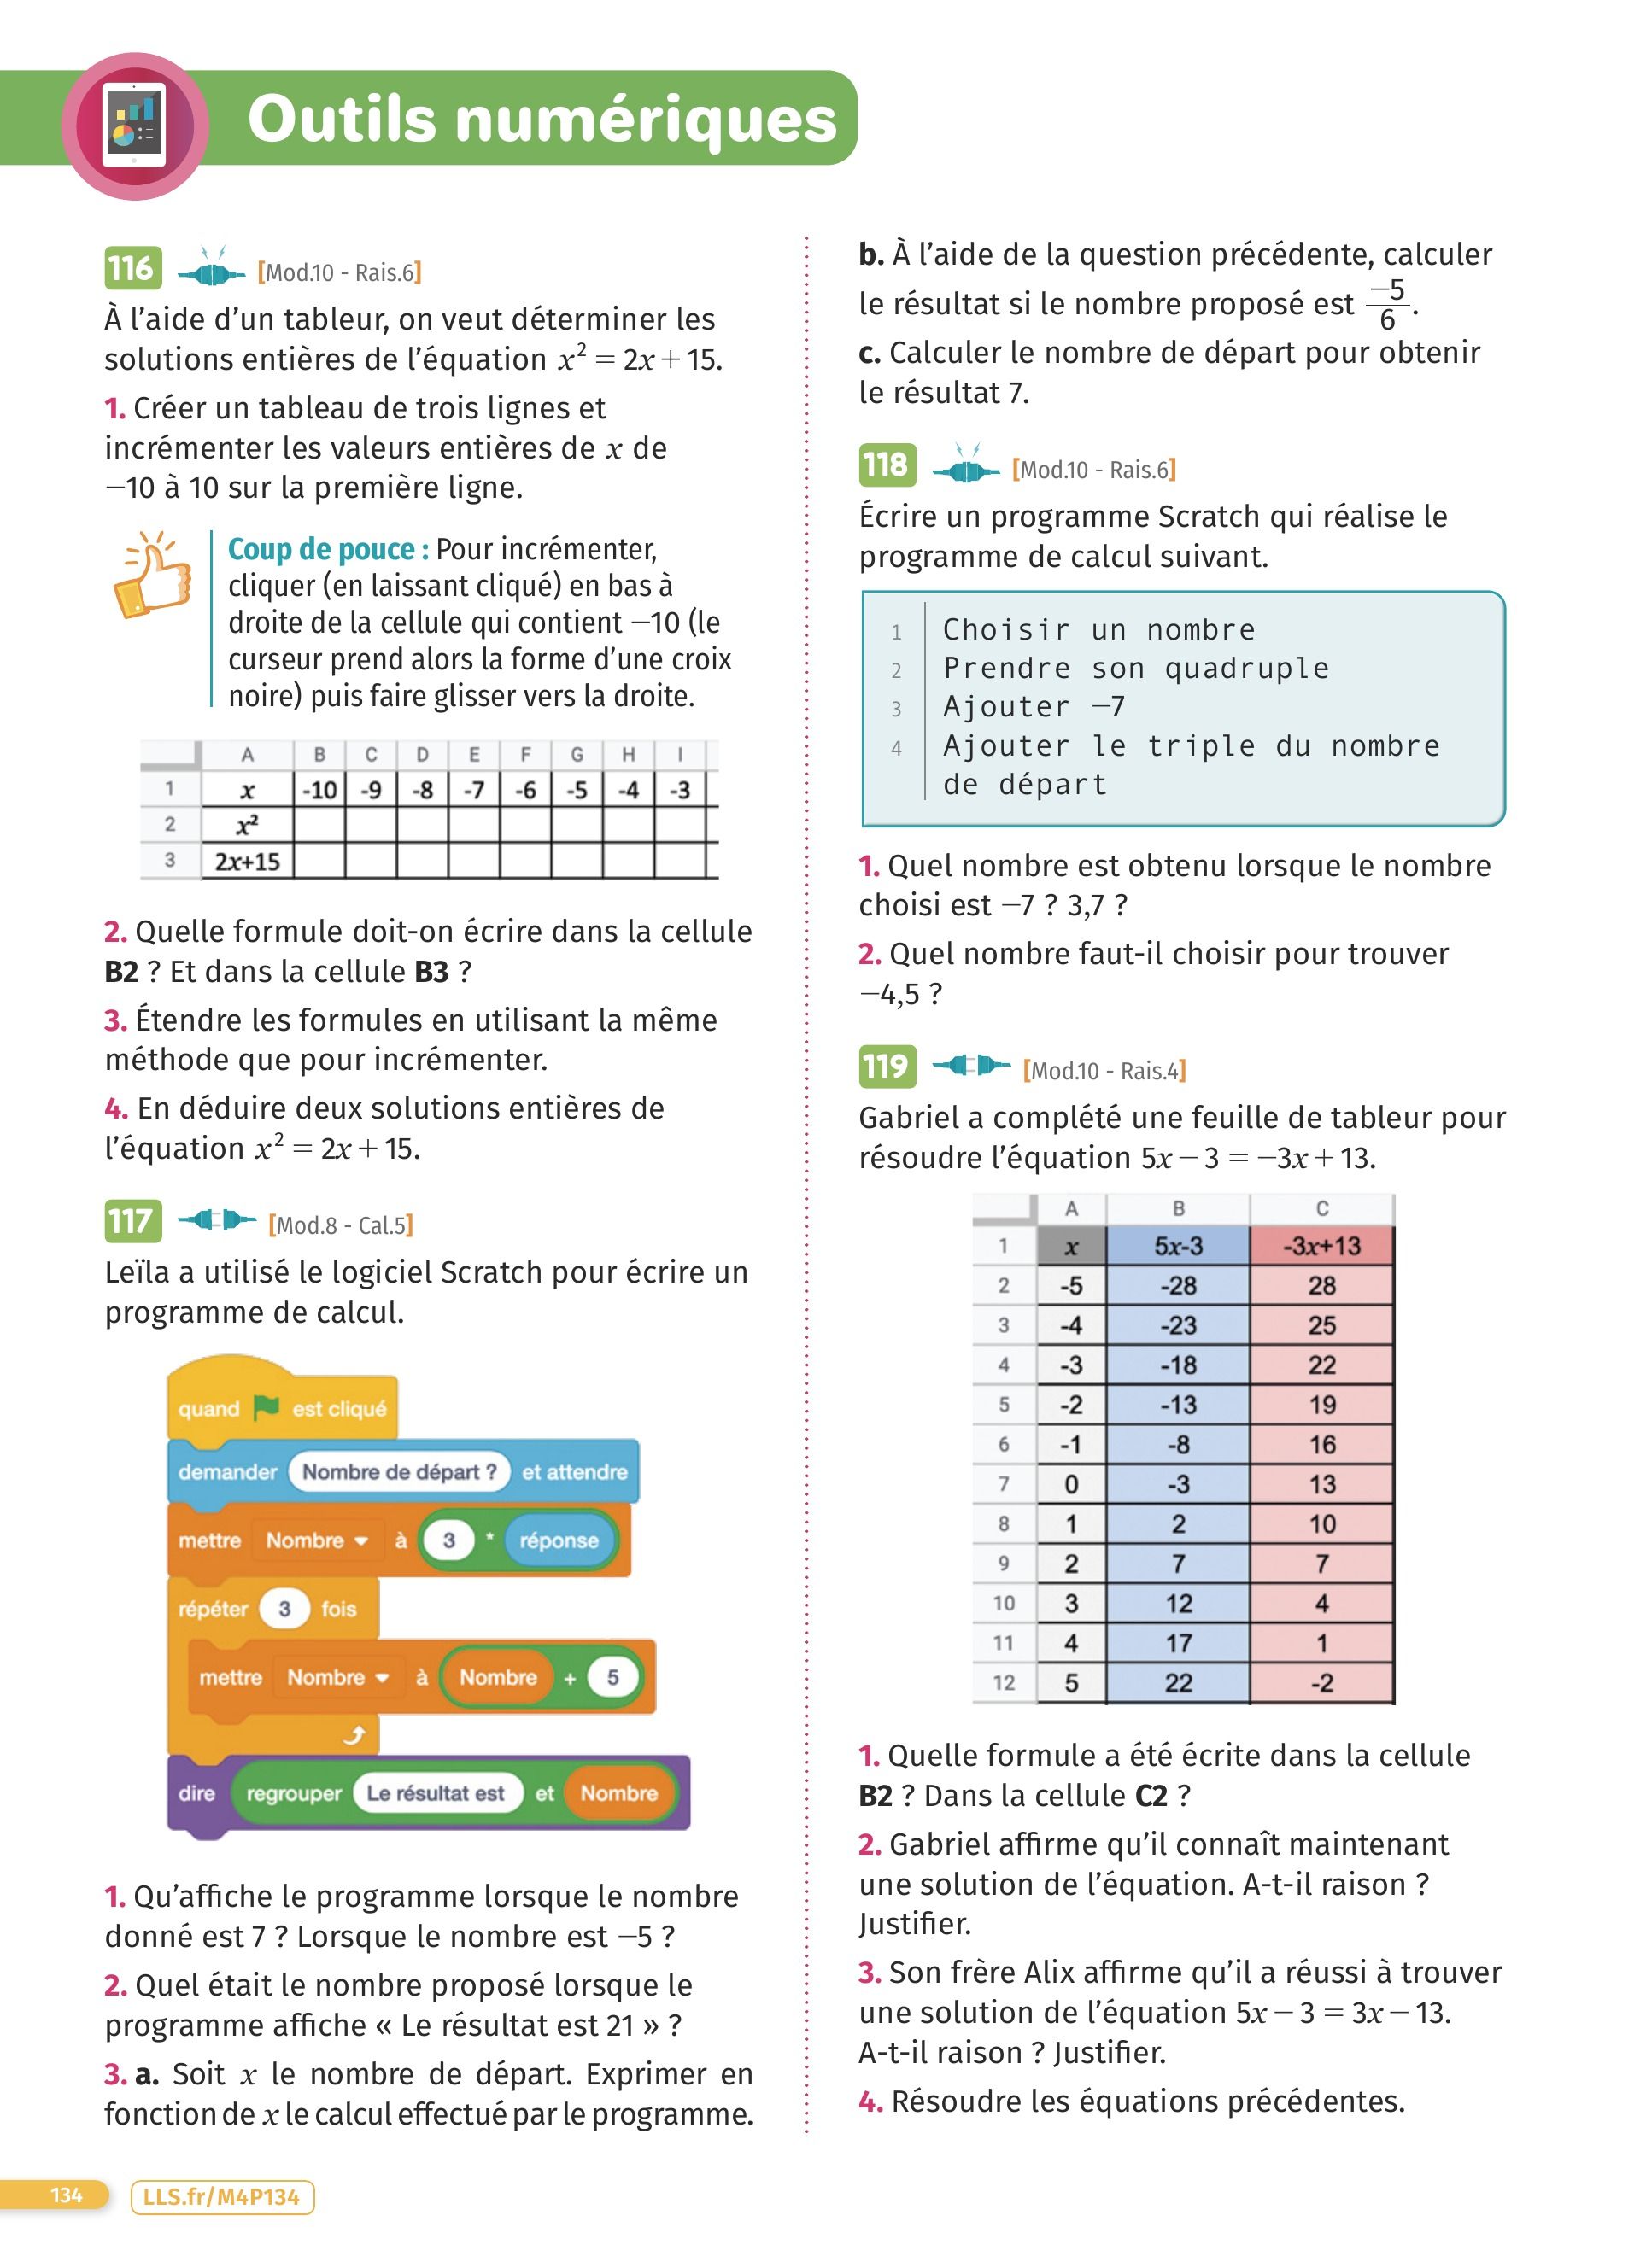 Outils numériques
116 [Mod.10 - Rais.6]
À l’aide d’un tableur, on veut déterminer les
solutions entières de l’équation x² = 2x + 15.
1. Créer un tableau de trois lignes et
incrémenter les valeurs entières de x de
−10 à 10 sur la première ligne.
Coup de pouce : Pour incrémenter,
cliquer (en laissant cliqué) en bas à
droite de la cellule qui contient −10 (le
curseur prend alors la forme d’une croix
noire) puis faire glisser vers la droite.
A B C D E F G H I
1 x -10 -9 -8 -7 -6 -5 -4 -3
2 x²
3 2x+15
2. Quelle formule doit-on écrire dans la cellule
B2 ? Et dans la cellule B3 ?
3. Étendre les formules en utilisant la même
méthode que pour incrémenter.
4. En déduire deux solutions entières de
l’équation x² = 2x + 15.
117 [Mod.8 - Cal.5]
Leïla a utilisé le logiciel Scratch pour écrire un
programme de calcul.
quand est cliqué
demander Nombre de départ ? et attendre
mettre Nombre à 3 * réponse
répéter 3 fois
mettre Nombre à Nombre + 5
dire regrouper Le résultat est et Nombre
1. Qu’affiche le programme lorsque le nombre
donné est 7 ? Lorsque le nombre est −5 ?
2. Quel était le nombre proposé lorsque le
programme affiche « Le résultat est 21 » ?
3. a. Soit x le nombre de départ. Exprimer en
fonction de x le calcul effectué par le programme.
b. À l’aide de la question précédente, calculer
le résultat si le nombre proposé est −5/6.
c. Calculer le nombre de départ pour obtenir
le résultat 7.
118 [Mod.10 - Rais.6]
Écrire un programme Scratch qui réalise le
programme de calcul suivant.
1 Choisir un nombre
2 Prendre son quadruple
3 Ajouter −7
4 Ajouter le triple du nombre
de départ
1. Quel nombre est obtenu lorsque le nombre
choisi est −7 ? 3,7 ?
2. Quel nombre faut-il choisir pour trouver
−4,5 ?
119 [Mod.10 - Rais.4]
Gabriel a complété une feuille de tableur pour
résoudre l’équation 5x − 3 = −3x + 13.
A B C
1 x 5x-3 -3x+13
2 -5 -28 28
3 -4 -23 25
4 -3 -18 22
5 -2 -13 19
6 -1 -8 16
7 0 -3 13
8 1 2 10
9 2 7 7
10 3 12 4
11 4 17 1
12 5 22 -2
1. Quelle formule a été écrite dans la cellule
B2 ? Dans la cellule C2 ?
2. Gabriel affirme qu’il connaît maintenant
une solution de l’équation. A-t-il raison ?
Justifier.
3. Son frère Alix affirme qu’il a réussi à trouver
une solution de l’équation 5x − 3 = 3x − 13.
A-t-il raison ? Justifier.
4. Résoudre les équations précédentes.
134 LLS.fr/M4P134